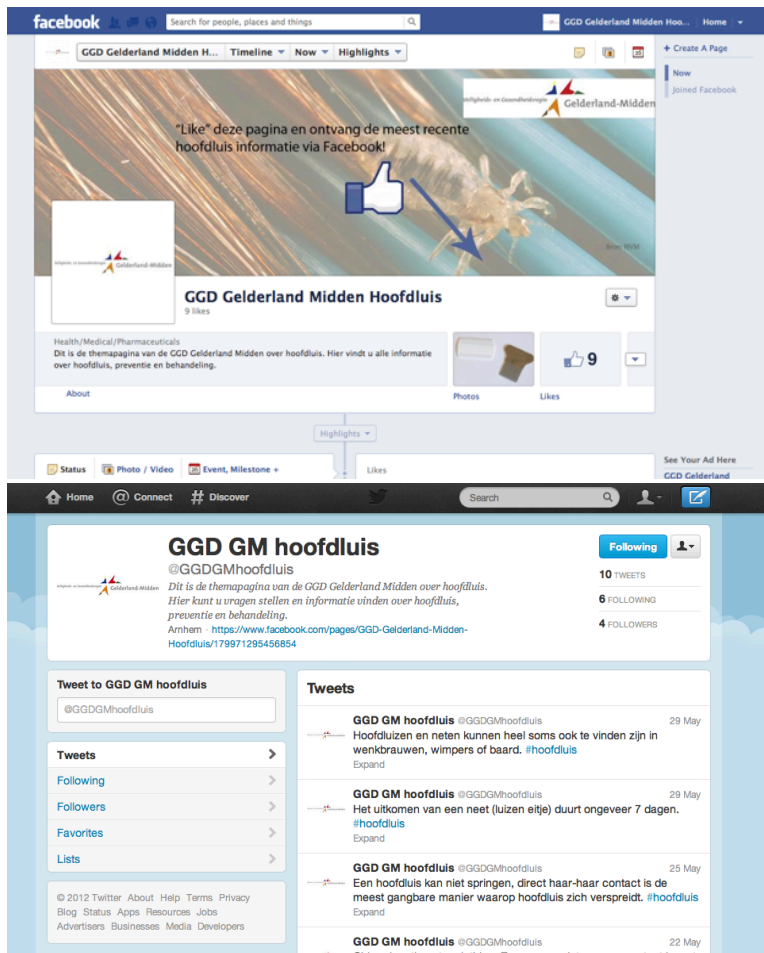 facebook
Search for people, places and things
GGD Gelderland Midden Hoo...
Home
GGD Gelderland Midden H...
Timeline
Now
Highlights
+ Create A Page
Now
Joined Facebook
Gelderland-Midden
"Like" deze pagina en ontvang de meest recente
hoofdluis informatie via Facebook!
Bron RIVM
Gelderland-Midden
GGD Gelderland Midden Hoofdluis
9 likes
Health/Medical/Pharmaceuticals
Dit is de themapagina van de GGD Gelderland Midden over hoofdluis. Hier vindt u alle informatie
over hoofdluis, preventie en behandeling.
9
About
Photos
Likes
Highlights
Status
Photo / Video
Event, Milestone +
Likes
See Your Ad Here
GGD Gelderland
Home
Connect
Discover
Search
GGD GM hoofdluis
@GGDGMhoofdluis
Gelderland-Midden
Dit is de themapagina van de GGD Gelderland Midden over hoofdluis.
Hier kunt u vragen stellen en informatie vinden over hoofdluis,
preventie en behandeling.
Arnhem · https://www.facebook.com/pages/GGD-Gelderland-Midden-
Hoofdluis/179971295456854
Following
10 TWEETS
6 FOLLOWING
4 FOLLOWERS
Tweet to GGD GM hoofdluis
@GGDGMhoofdluis
Tweets
Following
Followers
Favorites
Lists
© 2012 Twitter About Help Terms Privacy
Blog Status Apps Resources Jobs
Advertisers Businesses Media Developers
Tweets
GGD GM hoofdluis @GGDGMhoofdluis 29 May
Hoofdluizen en neten kunnen heel soms ook te vinden zijn in
wenkbrauwen, wimpers of baard. #hoofdluis
Expand
GGD GM hoofdluis @GGDGMhoofdluis 29 May
Het uitkomen van een neet (luizen eitje) duurt ongeveer 7 dagen.
#hoofdluis
Expand
GGD GM hoofdluis @GGDGMhoofdluis 25 May
Een hoofdluis kan niet springen, direct haar-haar contact is de
meest gangbare manier waarop hoofdluis zich verspreidt. #hoofdluis
Expand
GGD GM hoofdluis @GGDGMhoofdluis 22 May